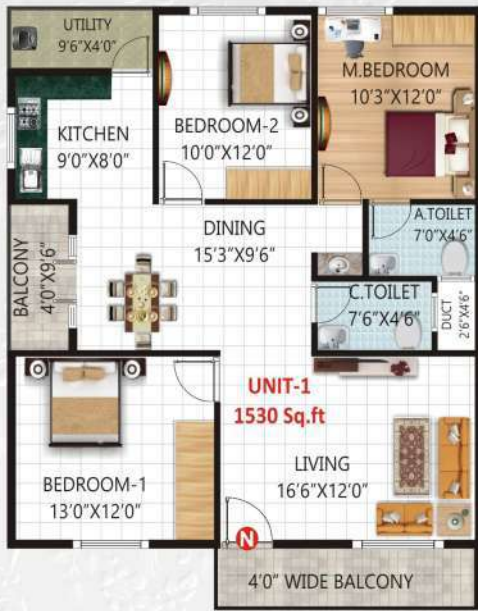 UTILITY
9'6"X4'0"
KITCHEN
9'0"X8'0"
BEDROOM-2
10'0"X12'0"
M.BEDROOM
10'3"X12'0"
DINING
15'3"X9'6"
A.TOILET
7'0"X4'6"
BALCONY
4'0"X9'6"
C.TOILET
7'6"X4'6"
DUCT
2'6"X4'6"
UNIT-1
1530 Sq.ft
BEDROOM-1
13'0"X12'0"
LIVING
16'6"X12'0"
N
4'0" WIDE BALCONY